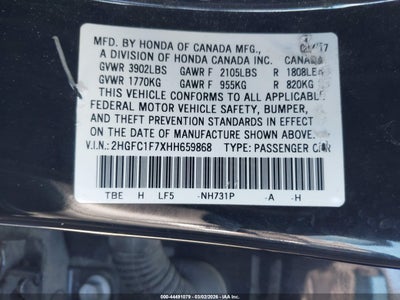 MFD. BY HONDA OF CANADA MFG.,
A DIVISION OF HONDA CANADA INC. CANADA
GVWR 3902LBS GAWR F 2105LBS R 1808LBS
GVWR 1770KG GAWR F 955KG R 820KG
THIS VEHICLE CONFORMS TO ALL APPLICABLE
FEDERAL MOTOR VEHICLE SAFETY, BUMPER,
AND THEFT PREVENTION STANDARDS IN EFFECT
ON THE DATE OF MANUFACTURE SHOWN ABOVE.
V.I.N.: 2HGFC1F7XHH659868 TYPE: PASSENGER CAR
TBE H LF5 -NH731P -A -H
000-44491079 - 03/02/2026 - IAA Inc.